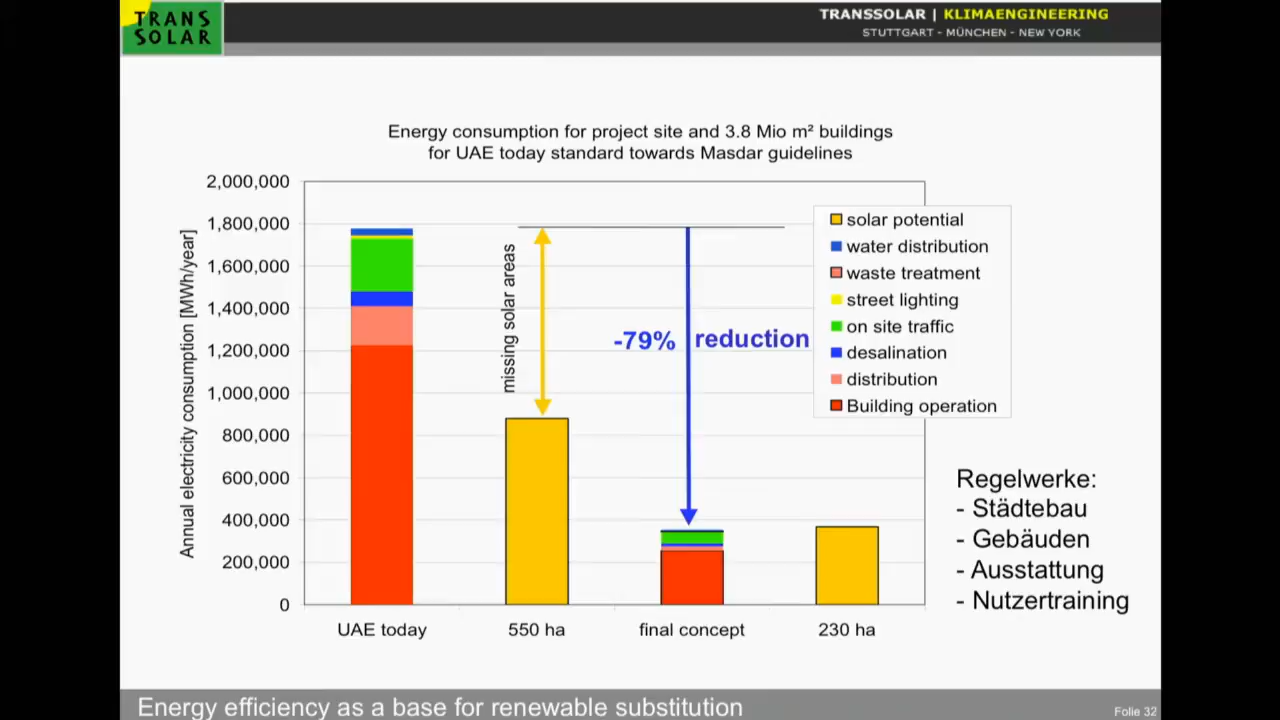 TRANS
SOLAR
TRANSSOLAR | KLIMAENGINEERING
STUTTGART - MÜNCHEN - NEW YORK
Energy consumption for project site and 3.8 Mio m² buildings
for UAE today standard towards Masdar guidelines
Annual electricity consumption [MWh/year]
2,000,000
1,800,000
1,600,000
1,400,000
1,200,000
1,000,000
800,000
600,000
400,000
200,000
0
missing solar areas
-79% reduction
solar potential
water distribution
waste treatment
street lighting
on site traffic
desalination
distribution
Building operation
UAE today
550 ha
final concept
230 ha
Regelwerke:
- Städtebau
- Gebäuden
- Ausstattung
- Nutzertraining
Energy efficiency as a base for renewable substitution
Folie 32